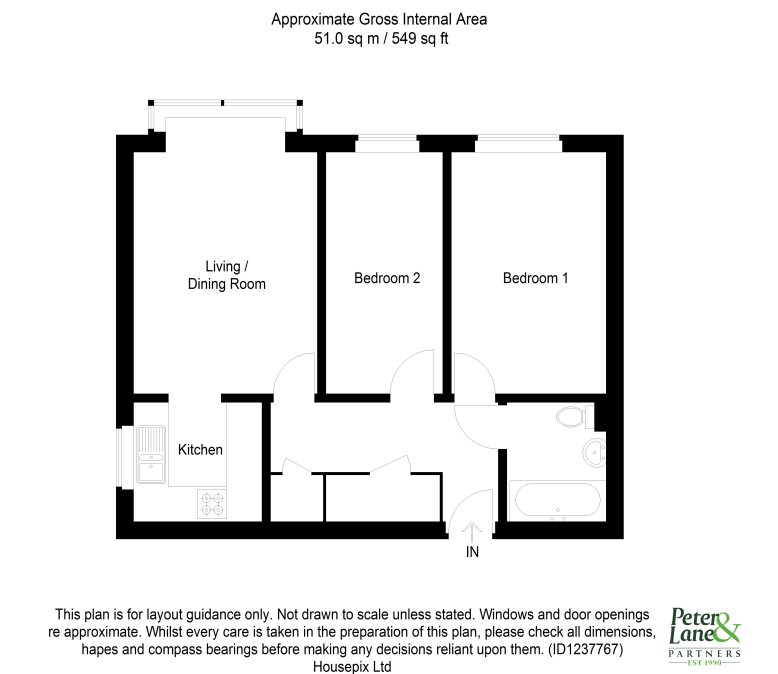 Approximate Gross Internal Area
51.0 sq m / 549 sq ft
Living /
Dining Room
Bedroom 2
Bedroom 1
Kitchen
IN
This plan is for layout guidance only. Not drawn to scale unless stated. Windows and door openings
re approximate. Whilst every care is taken in the preparation of this plan, please check all dimensions,
hapes and compass bearings before making any decisions reliant upon them. (ID1237767)
Housepix Ltd
Peter &
Lane
PARTNERS
EST 1990